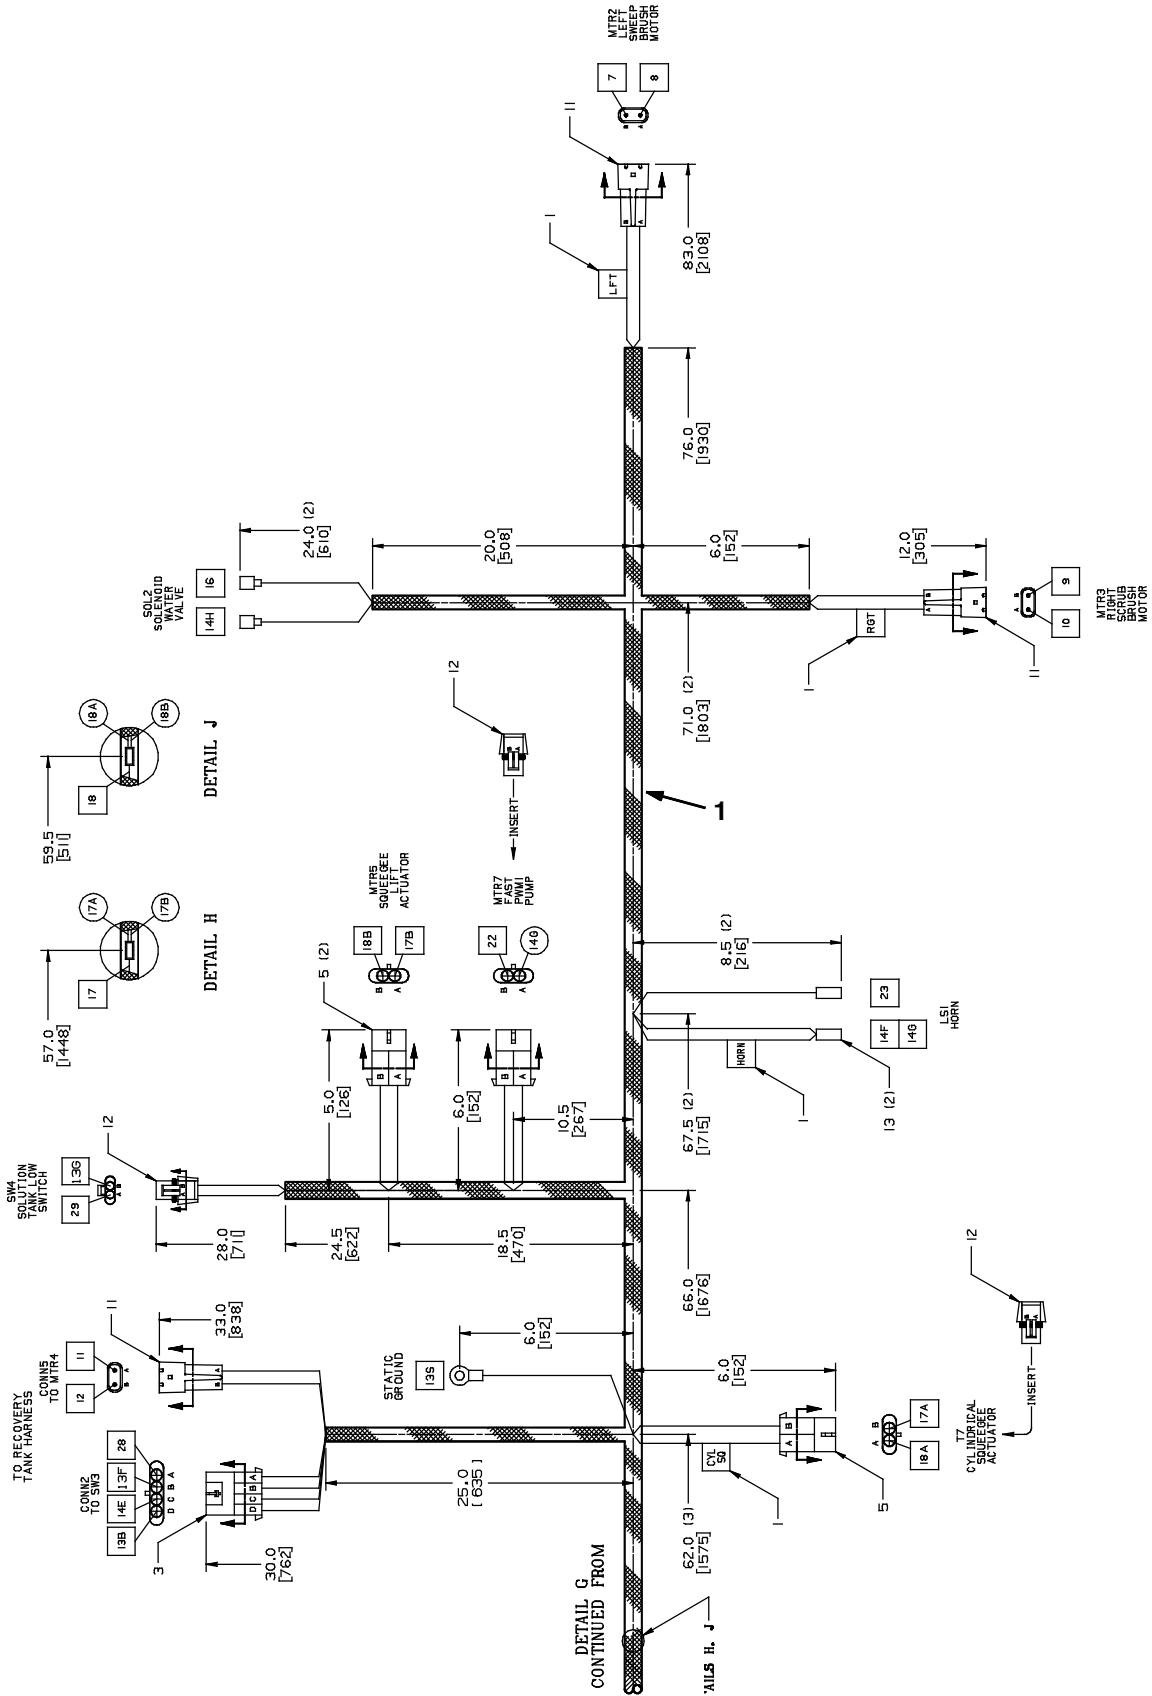 TO RECOVERY
TANK HARNESS
CONN2
TO SW3
13B
14E
13F
28
D
C
B
A
3
D
C
B
A
30.0
[762]
CONN5
TO MTR4
12
11
B
A
11
B
A
33.0
[838]
25.0
[635]
STATIC
GROUND
13S
6.0
[152]
SW4
SOLUTION
TANK LOW
SWITCH
29
13G
A
B
12
28.0
[711]
24.5
[622]
18.5
[470]
5.0
[126]
5 (2)
B
A
MTR5
SQUEEGEE
LIFT
ACTUATOR
18B
17B
B
A
6.0
[152]
B
A
MTR7
FAST
PWM1
PUMP
22
14G
B
A
INSERT
12
B
A
10.5
[267]
57.0
[1448]
17
17A
17B
DETAIL H
59.5
[511]
18
18A
18B
DETAIL J
SOL2
SOLENOID
WATER
VALVE
14H
16
24.0 (2)
[610]
20.0
[508]
6.0
[152]
12.0
[305]
MTR2
LEFT
SWEEP
BRUSH
MOTOR
7
8
B
A
11
1
LFT
B
A
83.0
[2108]
76.0
[1930]
71.0 (2)
[1803]
1
RGT
1
A
B
11
A
B
10
9
MTR3
RIGHT
SCRUB
BRUSH
MOTOR
8.5 (2)
[216]
67.5 (2)
[1715]
HORN
1
13 (2)
14F
14G
23
LS1
HORN
66.0
[1676]
6.0
[152]
62.0 (3)
[1575]
CYL
SQ
1
A
B
5
A
B
18A
17A
T7
CYLINDRICAL
SQUEEGEE
ACTUATOR
INSERT
12
B
A
DETAIL G
CONTINUED FROM
'AILS H. J